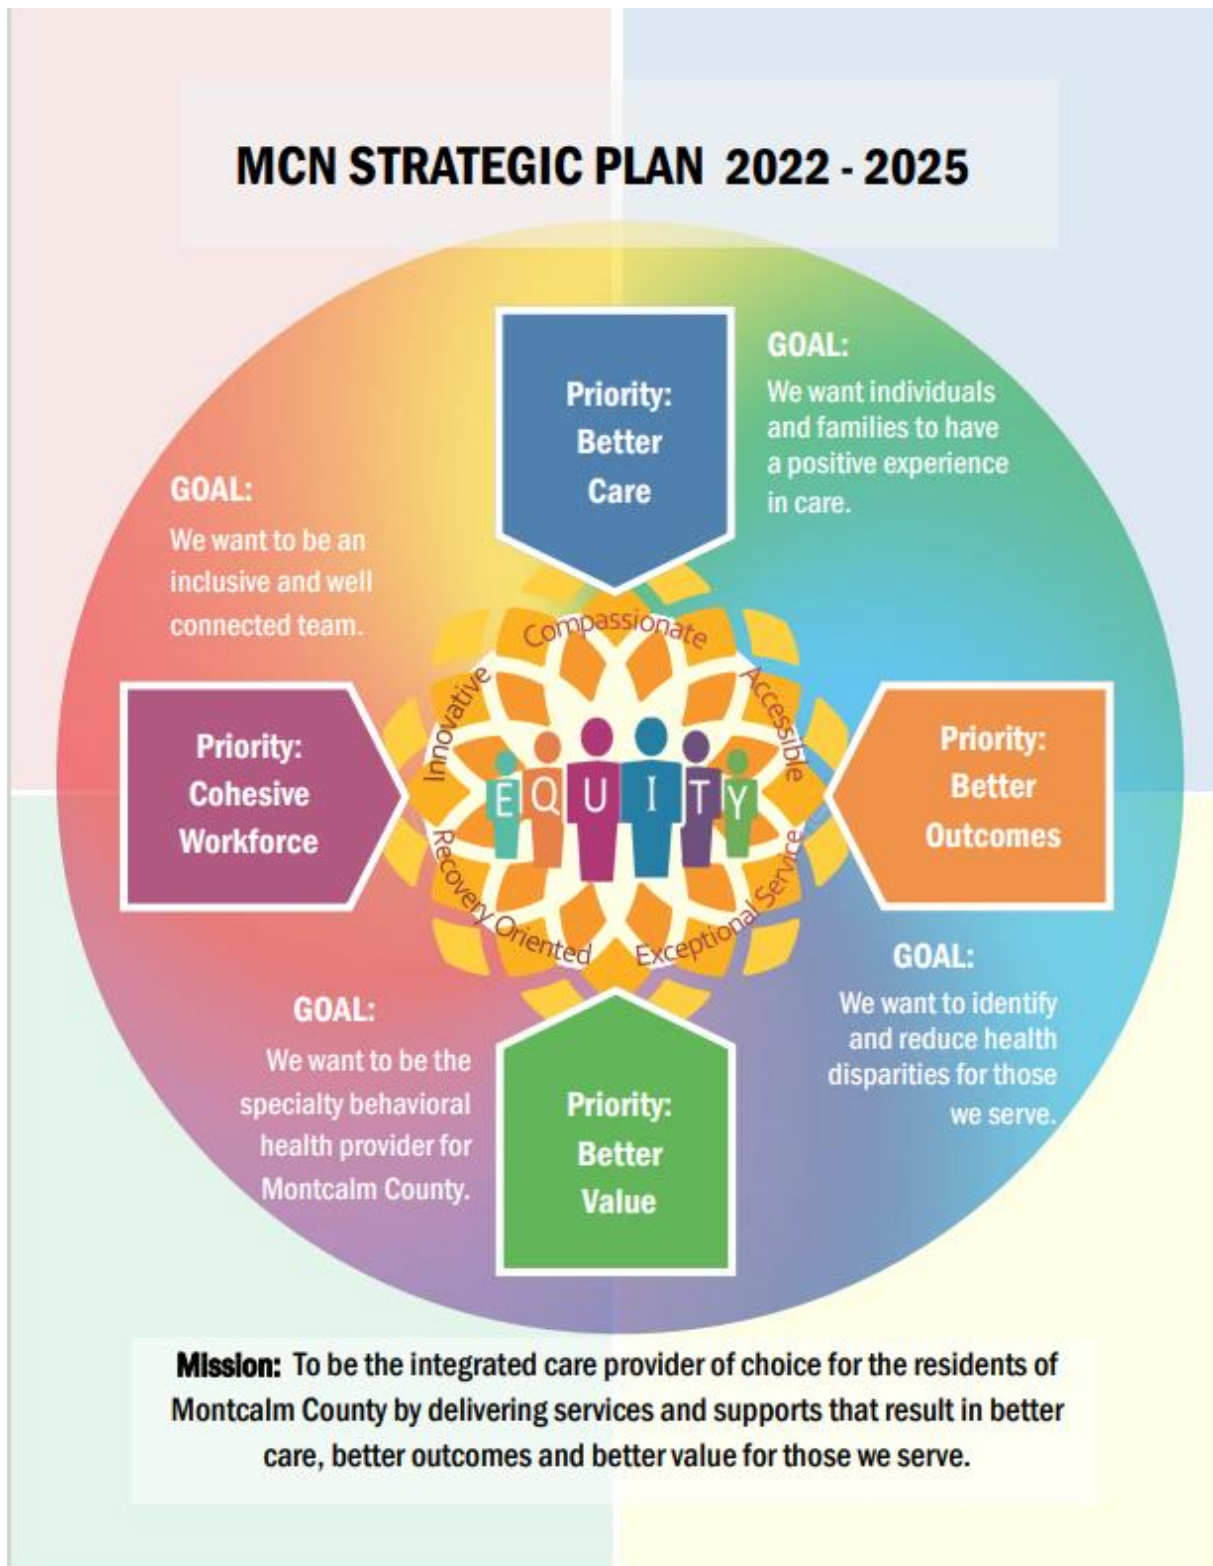 MCN STRATEGIC PLAN 2022 - 2025
Priority:
Better
Care
GOAL:
We want individuals
and families to have
a positive experience
in care.
GOAL:
We want to be an
inclusive and well
connected team.
Priority:
Cohesive
Workforce
Compassionate
Innovative
Accessible
EQUITY
Recovery Oriented
Exceptional Service
Priority:
Better
Outcomes
GOAL:
We want to identify
and reduce health
disparities for those
we serve.
GOAL:
We want to be the
specialty behavioral
health provider for
Montcalm County.
Priority:
Better
Value
Mission: To be the integrated care provider of choice for the residents of
Montcalm County by delivering services and supports that result in better
care, better outcomes and better value for those we serve.